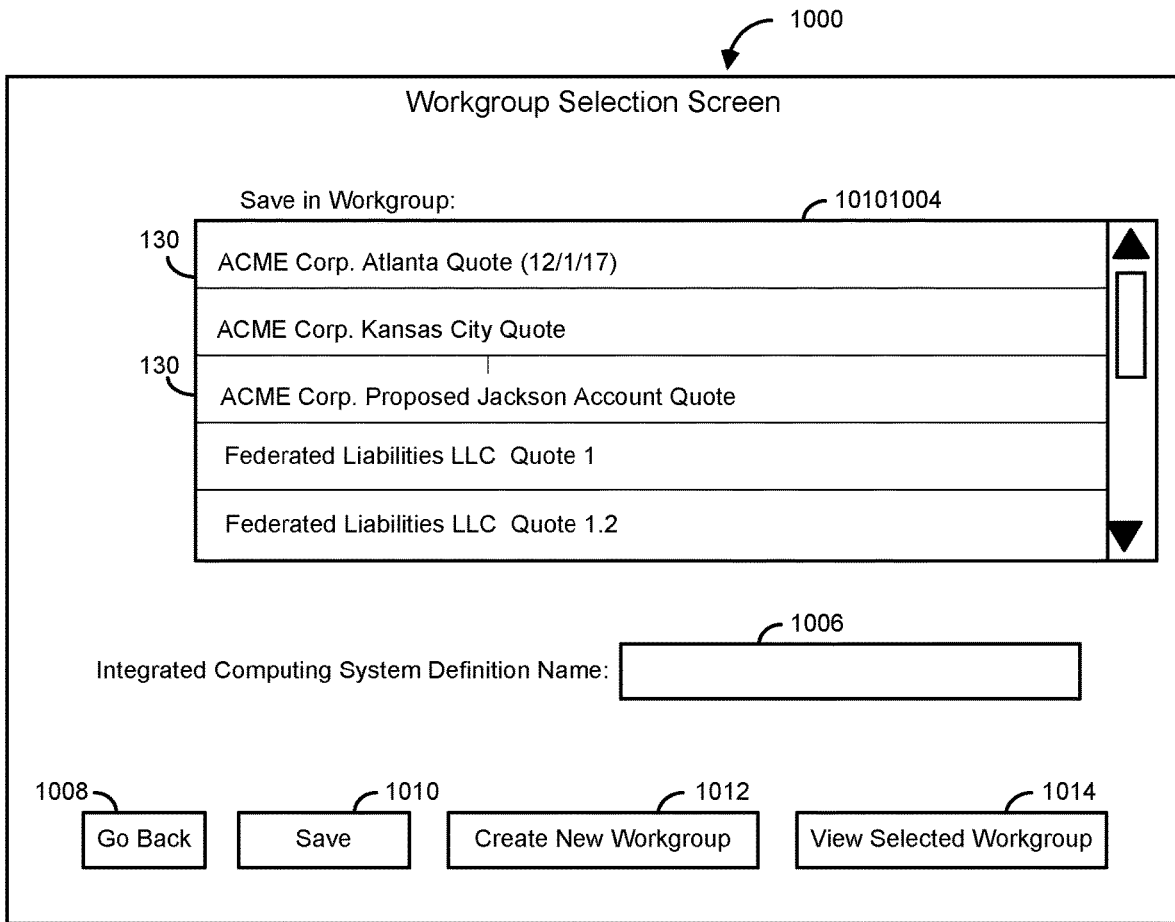 1000
Workgroup Selection Screen
Save in Workgroup:
10101004
130
ACME Corp. Atlanta Quote (12/1/17)
ACME Corp. Kansas City Quote
130
ACME Corp. Proposed Jackson Account Quote
Federated Liabilities LLC  Quote 1
Federated Liabilities LLC  Quote 1.2
1006
Integrated Computing System Definition Name:
1008
1010
1012
1014
Go Back
Save
Create New Workgroup
View Selected Workgroup